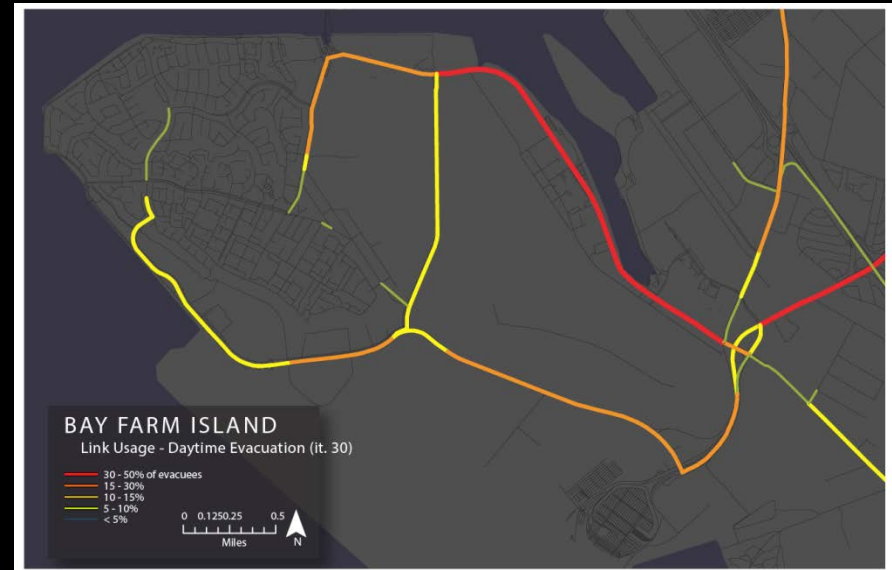 BAY FARM ISLAND
Link Usage - Daytime Evacuation (it. 30)
30 - 50% of evacuees
15 - 30%
10 - 15%
5 - 10%
< 5%
0 0.1250.25 0.5
Miles
N